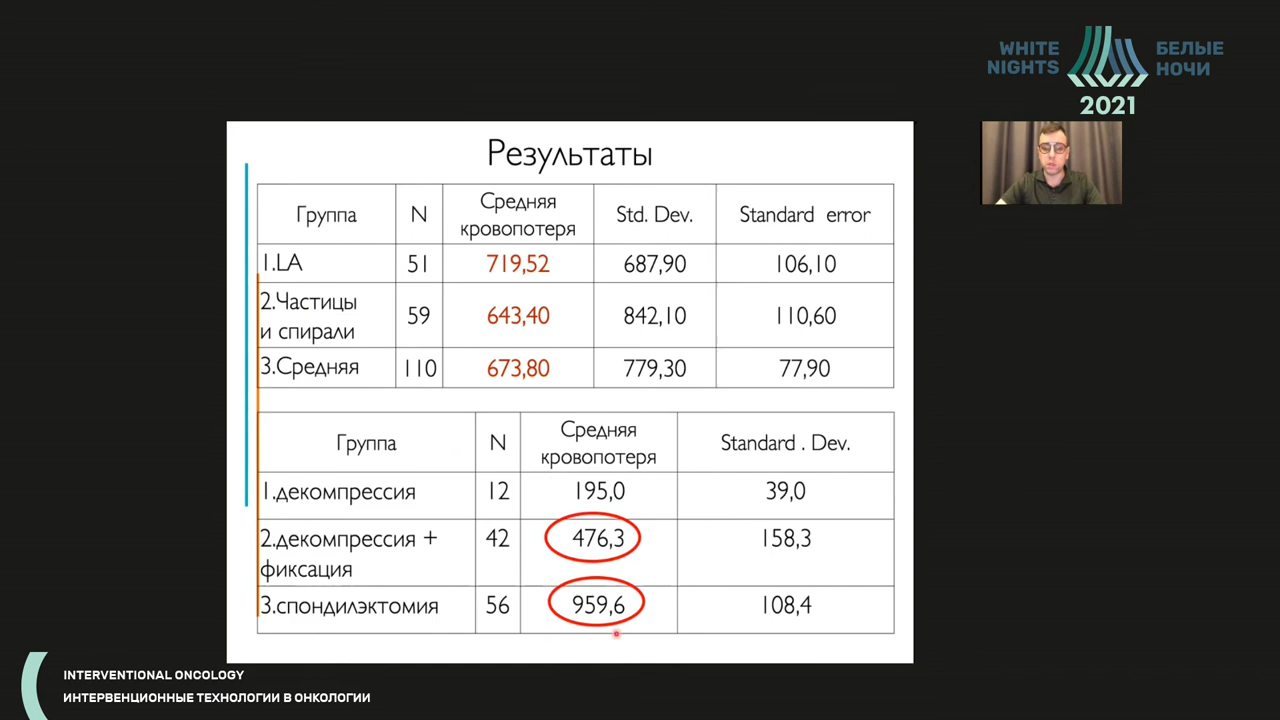 WHITE NIGHTS
БЕЛЫЕ НОЧИ
2021
Результаты
Группа N Средняя кровопотеря Std. Dev. Standard error
1.LA 51 719,52 687,90 106,10
2.Частицы и спирали 59 643,40 842,10 110,60
3.Средняя 110 673,80 779,30 77,90
Группа N Средняя кровопотеря Standard . Dev.
1.декомпрессия 12 195,0 39,0
2.декомпрессия + фиксация 42 476,3 158,3
3.спондилэктомия 56 959,6 108,4
INTERVENTIONAL ONCOLOGY
ИНТЕРВЕНЦИОННЫЕ ТЕХНОЛОГИИ В ОНКОЛОГИИ